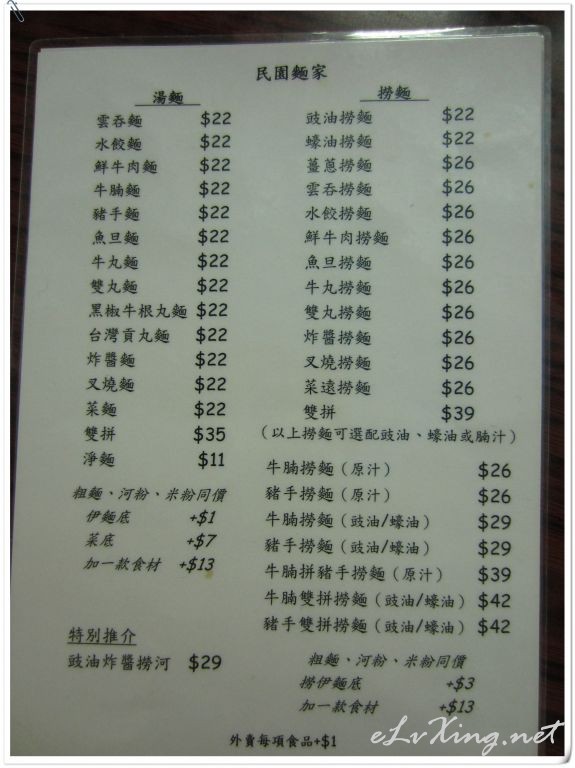 民園麵家
湯麵
雲吞麵 $22
水餃麵 $22
鮮牛肉麵 $22
牛腩麵 $22
豬手麵 $22
魚旦麵 $22
牛丸麵 $22
雙丸麵 $22
黑椒牛根丸麵 $22
台灣貢丸麵 $22
炸醬麵 $22
叉燒麵 $22
菜麵 $22
雙拼 $35
淨麵 $11
粗麵、河粉、米粉同價
伊麵底 +$1
菜底 +$7
加一款食材 +$13
特別推介
豉油炸醬撈河 $29
撈麵
豉油撈麵 $22
蠔油撈麵 $22
薑蔥撈麵 $26
雲吞撈麵 $26
水餃撈麵 $26
鮮牛肉撈麵 $26
魚旦撈麵 $26
牛丸撈麵 $26
雙丸撈麵 $26
炸醬撈麵 $26
叉燒撈麵 $26
菜遠撈麵 $26
雙拼 $39
（以上撈麵可選配豉油、蠔油或腩汁）
牛腩撈麵（原汁） $26
豬手撈麵（原汁） $26
牛腩撈麵（豉油/蠔油） $29
豬手撈麵（豉油/蠔油） $29
牛腩拼豬手撈麵（原汁） $39
牛腩雙拼撈麵（豉油/蠔油） $42
豬手雙拼撈麵（豉油/蠔油） $42
粗麵、河粉、米粉同價
撈伊麵底 +$3
加一款食材 +$13
外賣每項食品+$1
eLvXing.net